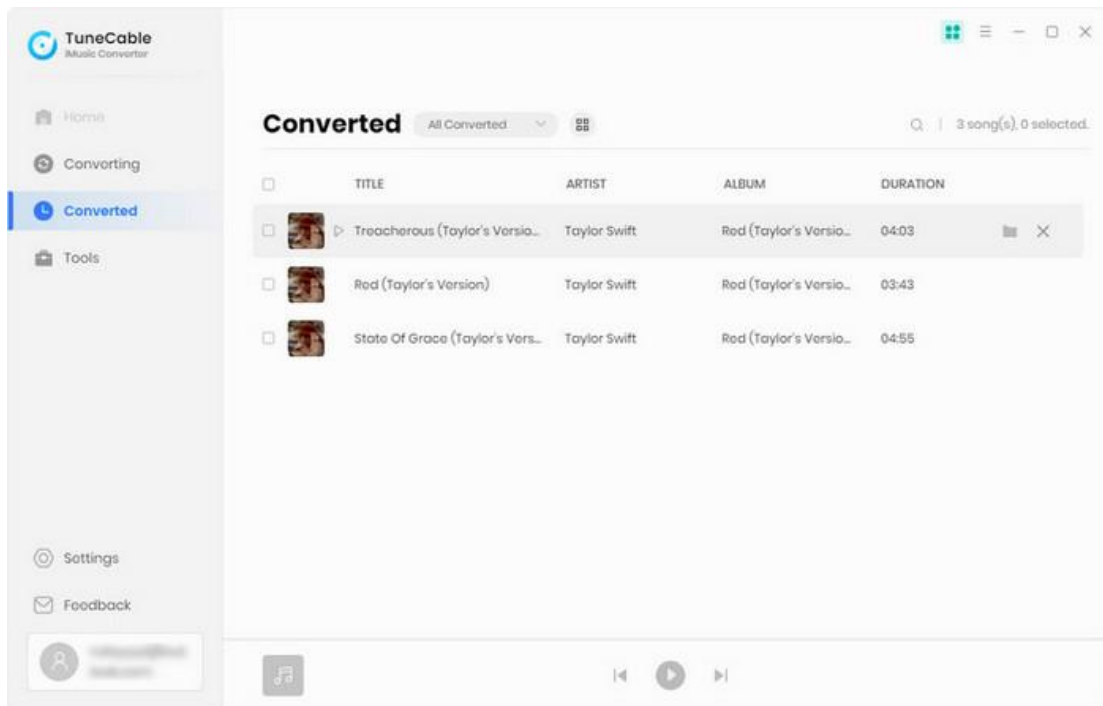 TuneCable
iMusic Converter
Home
Converting
Converted
Tools
Settings
Feedback
Converted
All Converted
3 song(s), 0 selected.
TITLE ARTIST ALBUM DURATION
Treacherous (Taylor's Versio... Taylor Swift Red (Taylor's Versio... 04:03
Red (Taylor's Version) Taylor Swift Red (Taylor's Versio... 03:43
State Of Grace (Taylor's Vers... Taylor Swift Red (Taylor's Versio... 04:55